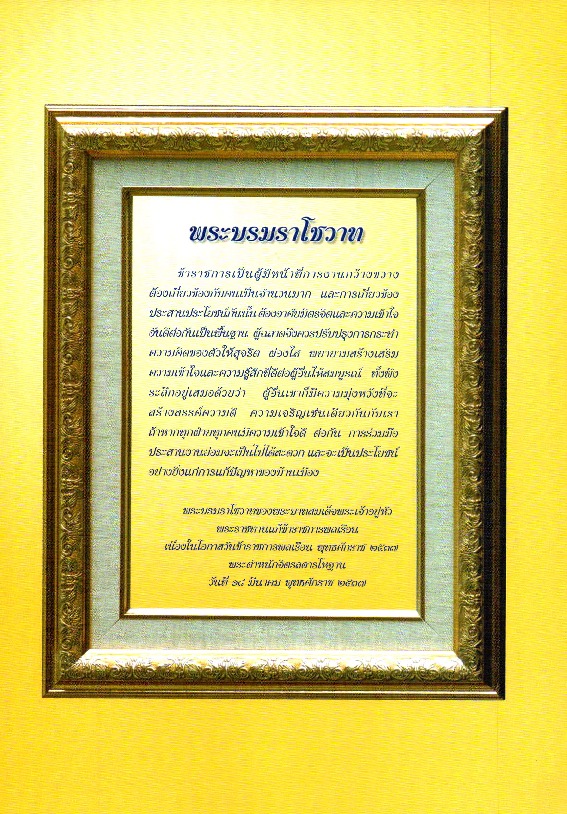 พระบรมราโชวาท
ข้าราชการเป็นผู้มีหน้าที่การงานกว้างขวาง
ต้องเกี่ยวข้องกับคนเป็นจำนวนมาก และการเกี่ยวข้อง
ประสานประโยชน์กันนั้น ต้องอาศัยมิตรจิตและความเข้าใจ
อันดีต่อกันเป็นพื้นฐาน ผู้ฉลาดจึงควรปรับปรุงการกระทำ
ความคิดของตัวให้สุจริต ผ่องใส พยายามสร้างเสริม
ความเข้าใจและความรู้สึกที่ดีต่อผู้อื่นให้สมบูรณ์ ทั้งพึง
ระลึกอยู่เสมอด้วยว่า ผู้อื่นเขาก็มีความมุ่งหวังที่จะ
สร้างสรรค์ความดี ความเจริญเช่นเดียวกันกับเรา
ถ้าหากทุกฝ่ายทุกคนมีความเข้าใจดี ต่อกัน การร่วมมือ
ประสานงานย่อมจะเป็นไปได้สะดวก และจะเป็นประโยชน์
อย่างยิ่งแก่การแก้ปัญหาของบ้านเมือง
พระบรมราโชวาทของพระบาทสมเด็จพระเจ้าอยู่หัว
พระราชทานแก่ข้าราชการพลเรือน
เนื่องในโอกาสวันข้าราชการพลเรือน พุทธศักราช ๒๕๓๗
พระตำหนักจิตรลดารโหฐาน
วันที่ ๑๘ มีนาคม พุทธศักราช ๒๕๓๗